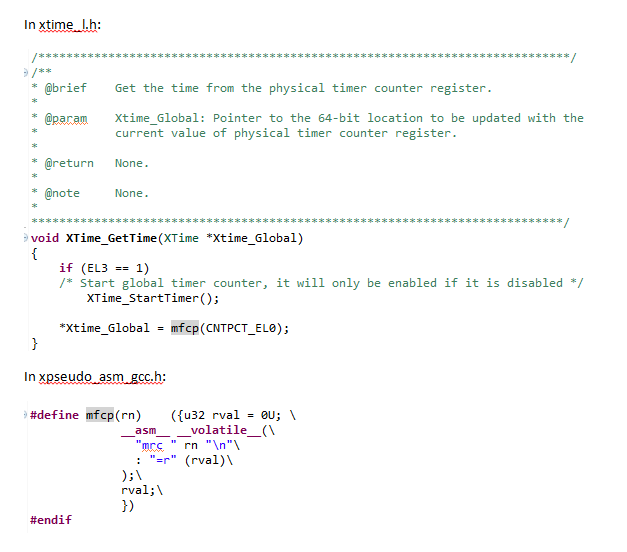 In xtime_l.h:
/****************************************************************************/
/**
* @brief    Get the time from the physical timer counter register.
*
* @param    Xtime_Global: Pointer to the 64-bit location to be updated with the
*           current value of physical timer counter register.
*
* @return   None.
*
* @note     None.
*
****************************************************************************/
void XTime_GetTime(XTime *Xtime_Global)
{
    if (EL3 == 1)
    /* Start global timer counter, it will only be enabled if it is disabled */
        XTime_StartTimer();
    *Xtime_Global = mfcp(CNTPCT_EL0);
}
In xpseudo_asm_gcc.h:
#define mfcp(rn)    ({u32 rval = 0U; \
             __asm__ __volatile__(\
               "mrc " rn "\n"\
               : "=r" (rval)\
             );\
             rval;\
             })
#endif